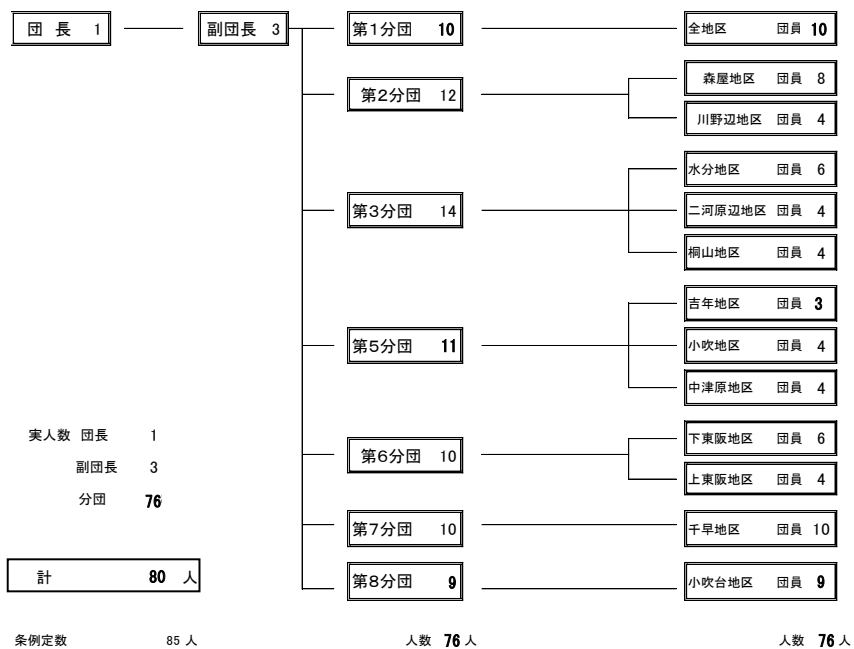 団 長 1 副団長 3 第1分団 10 全地区 団員 10
第2分団 12 森屋地区 団員 8
川野辺地区 団員 4
第3分団 14 水分地区 団員 6
二河原辺地区 団員 4
桐山地区 団員 4
第5分団 11 吉年地区 団員 3
小吹地区 団員 4
中津原地区 団員 4
第6分団 10 下東阪地区 団員 6
上東阪地区 団員 4
第7分団 10 千早地区 団員 10
第8分団 9 小吹台地区 団員 9
実人数 団長 1
副団長 3
分団 76
計 80 人
条例定数 85 人 人数 76 人 人数 76 人